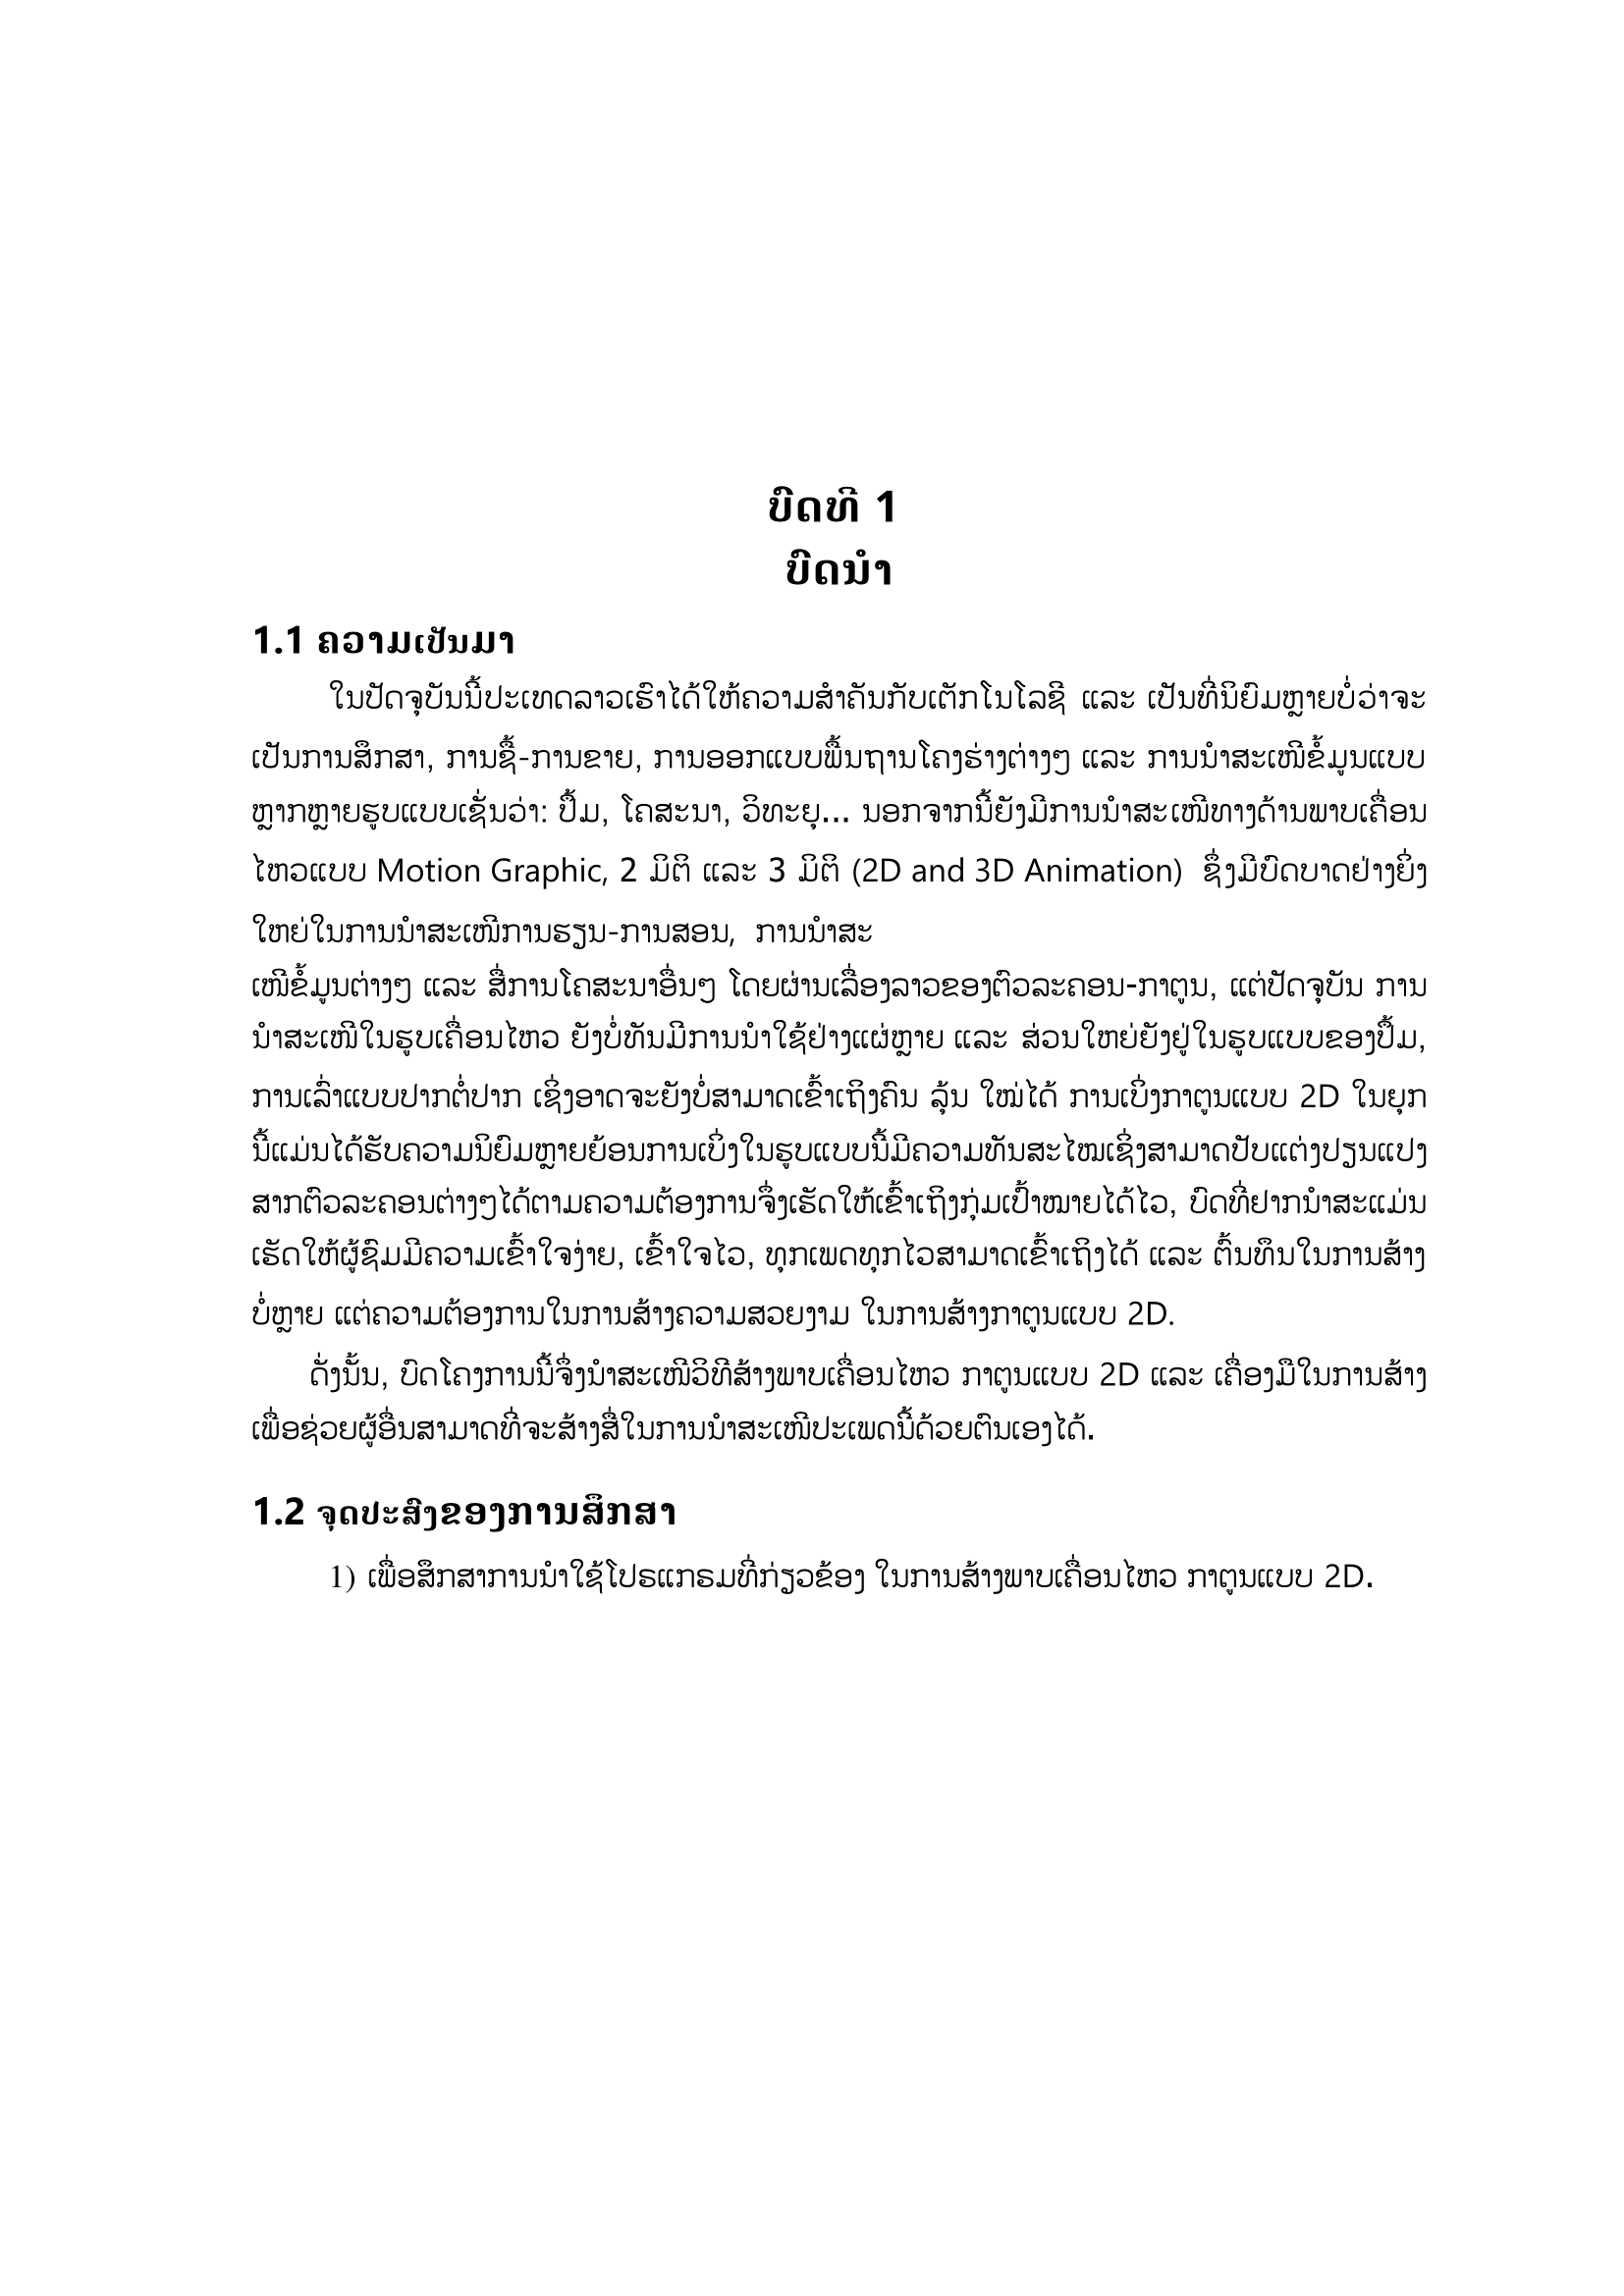 ບົດທີ 1
ບົດນຳ
1.1 ຄວາມເປັນມາ
ໃນປັດຈຸບັນນີ້ປະເທດລາວເຮົາໄດ້ໃຫ້ຄວາມສຳຄັນກັບເຕັກໂນໂລຊີ ແລະ ເປັນທີ່ນິຍົມຫຼາຍບໍ່ວ່າຈະ
ເປັນການສຶກສາ, ການຊື້-ການຂາຍ, ການອອກແບບພື້ນຖານໂຄງຮ່າງຕ່າງໆ ແລະ ການນຳສະເໜີຂໍ້ມູນແບບ
ຫຼາກຫຼາຍຮູບແບບເຊັ່ນວ່າ: ປຶ້ມ, ໂຄສະນາ, ວິທະຍຸ... ນອກຈາກນີ້ຍັງມີການນຳສະເໜີທາງດ້ານພາບເຄື່ອນ
ໄຫວແບບ Motion Graphic, 2 ມິຕິ ແລະ 3 ມິຕິ (2D and 3D Animation) ຊຶ່ງມີບົດບາດຢ່າງຍິ່ງ
ໃຫຍ່ໃນການນຳສະເໜີການຮຽນ-ການສອນ, ການນຳສະ
ເໜີຂໍ້ມູນຕ່າງໆ ແລະ ສື່ການໂຄສະນາອື່ນໆ ໂດຍຜ່ານເລື່ອງລາວຂອງຕົວລະຄອນ-ກາຕູນ, ແຕ່ປັດຈຸບັນ ການ
ນຳສະເໜີໃນຮູບເຄື່ອນໄຫວ ຍັງບໍ່ທັນມີການນຳໃຊ້ຢ່າງແຜ່ຫຼາຍ ແລະ ສ່ວນໃຫຍ່ຍັງຢູ່ໃນຮູບແບບຂອງປຶ້ມ,
ການເລົ່າແບບປາກຕໍ່ປາກ ເຊິ່ງອາດຈະຍັງບໍ່ສາມາດເຂົ້າເຖິງຄົນ ລຸ້ນ ໃໝ່ໄດ້ ການເບິ່ງກາຕູນແບບ 2D ໃນຍຸກ
ນີ້ແມ່ນໄດ້ຮັບຄວາມນິຍົມຫຼາຍຍ້ອນການເບິ່ງໃນຮູບແບບນີ້ມີຄວາມທັນສະໄໝເຊິ່ງສາມາດປັບແຕ່ງປຽນແປງ
ສາກຕົວລະຄອນຕ່າງໆໄດ້ຕາມຄວາມຕ້ອງການຈຶ່ງເຮັດໃຫ້ເຂົ້າເຖິງກຸ່ມເປົ້າໝາຍໄດ້ໄວ, ບົດທີ່ຢາກນຳສະແມ່ນ
ເຮັດໃຫ້ຜູ້ຊົມມີຄວາມເຂົ້າໃຈງ່າຍ, ເຂົ້າໃຈໄວ, ທຸກເພດທຸກໄວສາມາດເຂົ້າເຖິງໄດ້ ແລະ ຕົ້ນທຶນໃນການສ້າງ
ບໍ່ຫຼາຍ ແຕ່ຄວາມຕ້ອງການໃນການສ້າງຄວາມສວຍງາມ ໃນການສ້າງກາຕູນແບບ 2D.
ດັ່ງນັ້ນ, ບົດໂຄງການນີ້ຈຶ່ງນຳສະເໜີວິທີສ້າງພາບເຄື່ອນໄຫວ ກາຕູນແບບ 2D ແລະ ເຄື່ອງມືໃນການສ້າງ
ເພື່ອຊ່ວຍຜູ້ອື່ນສາມາດທີ່ຈະສ້າງສື່ໃນການນຳສະເໜີປະເພດນີ້ດ້ວຍຕົນເອງໄດ້.
1.2 ຈຸດປະສົງຂອງການສຶກສາ
1) ເພື່ອສຶກສາການນຳໃຊ້ໂປຣແກຣມທີ່ກ່ຽວຂ້ອງ ໃນການສ້າງພາບເຄື່ອນໄຫວ ກາຕູນແບບ 2D.